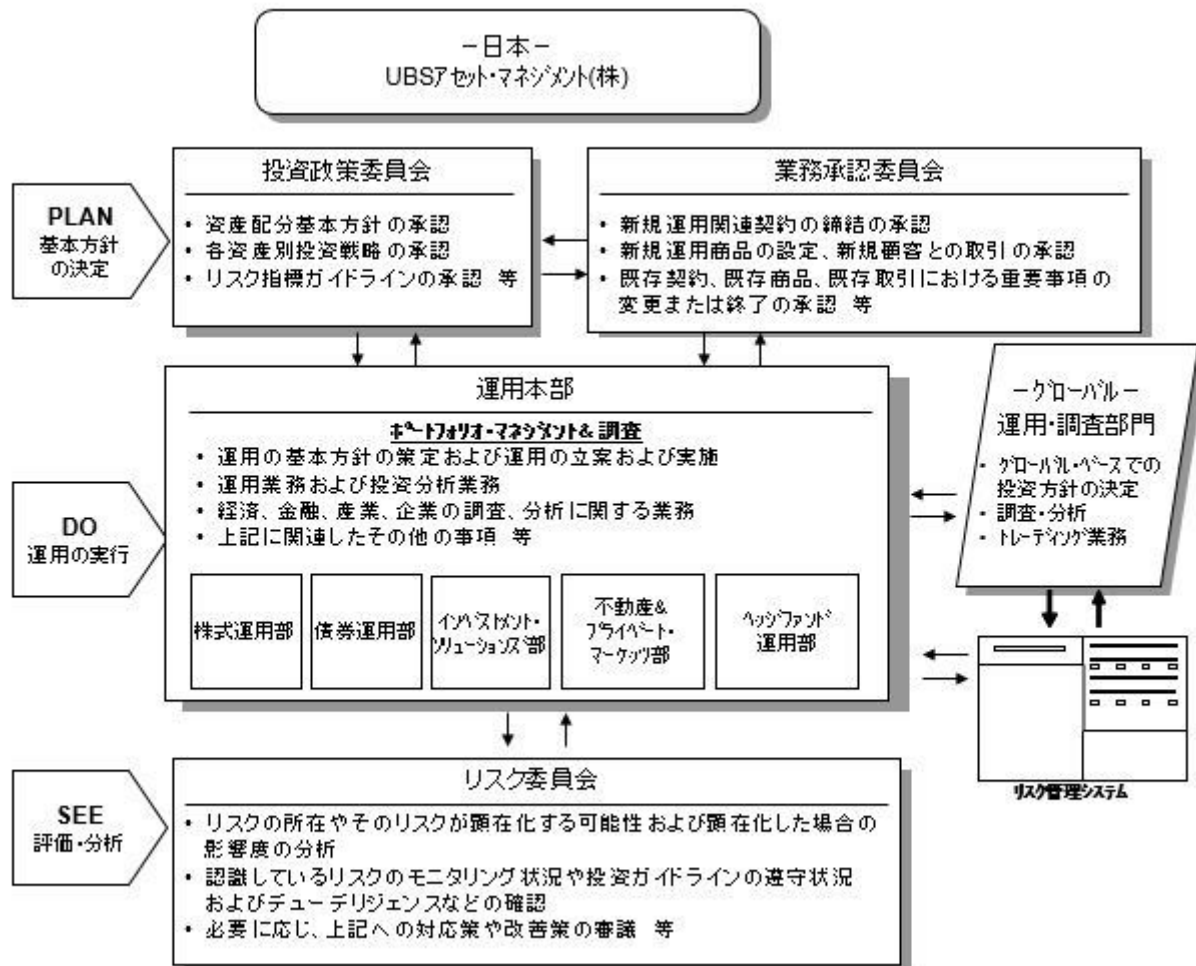 －日本－
UBSｱｾｯﾄ・ﾏﾈｼﾞﾒﾝﾄ(株)
投資政策委員会
・ 資産配分基本方針の承認
・ 各資産別投資戦略の承認
・ リスク指標ガイドラインの承認 等
業務承認委員会
・ 新規運用関連契約の締結の承認
・ 新規運用商品の設定、新規顧客との取引の承認
・ 既存契約、既存商品、既存取引における重要事項の
変更または終了の承認 等
PLAN
基本方針
の決定
運用本部
ﾎﾟｰﾄﾌｫﾘｵ・ﾏﾈｼﾞﾒﾝﾄ&調査
・ 運用の基本方針の策定および運用の立案および実施
・ 運用業務および投資分析業務
・ 経済、金融、産業、企業の調査、分析に関する業務
・ 上記に関連したその他の事項 等
株式運用部
債券運用部
ｲﾝﾍﾞｽﾄﾒﾝﾄ・
ｿﾘｭｰｼｮﾝｽﾞ部
不動産&
ﾌﾟﾗｲﾍﾞｰﾄ・
ﾏｰｹｯﾂ部
ﾍｯｼﾞﾌｧﾝﾄﾞ
運用部
DO
運用の実行
－ｸﾞﾛｰﾊﾞﾙ－
運用・調査部門
・ ｸﾞﾛｰﾊﾞﾙ・ﾍﾞｰｽでの
投資方針の決定
・ 調査・分析
・ ﾄﾚｰﾃﾞｨﾝｸﾞ業務
ﾘｽｸ管理ｼｽﾃﾑ
SEE
評価・分析
リスク委員会
・ リスクの所在やそのリスクが顕在化する可能性および顕在化した場合の
影響度の分析
・ 認識しているリスクのモニタリング状況や投資ガイドラインの遵守状況
およびデューデリジェンスなどの確認
・ 必要に応じ、上記への対応策や改善策の審議 等